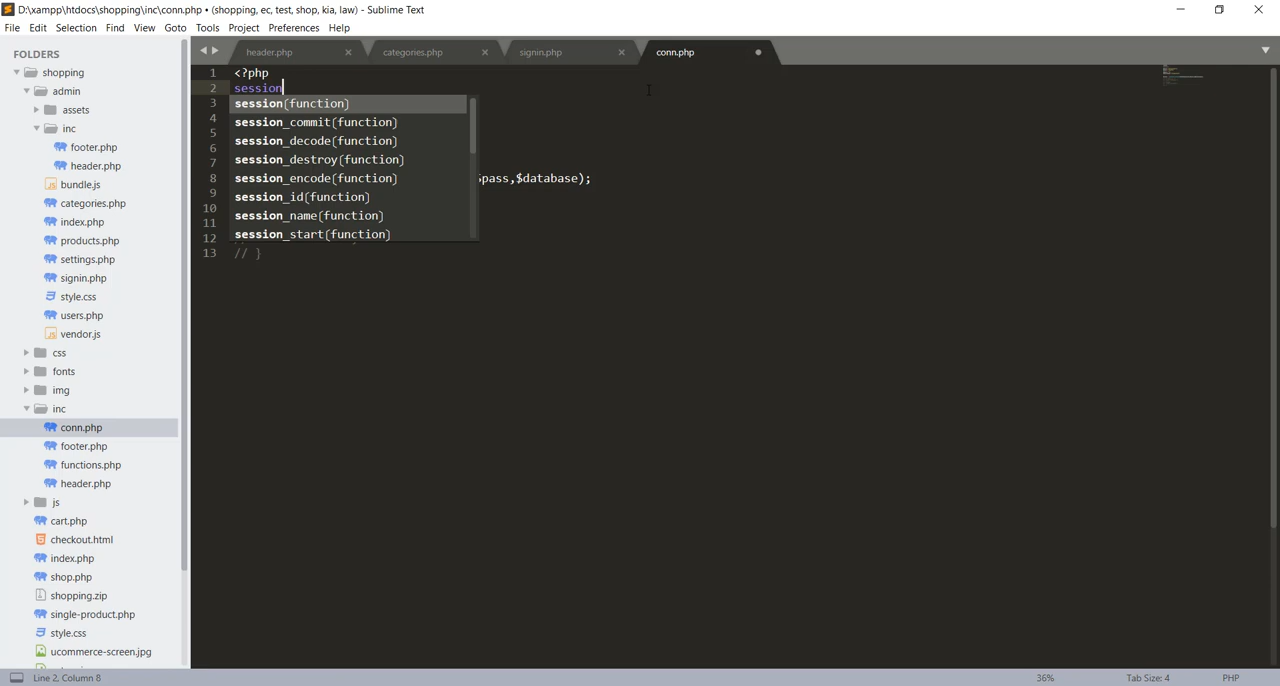 D:\xampp\htdocs\shopping\inc\conn.php • (shopping, ec, test, shop, kia, law) - Sublime Text
File Edit Selection Find View Goto Tools Project Preferences Help
FOLDERS
shopping
admin
assets
inc
footer.php
header.php
bundle.js
categories.php
index.php
products.php
settings.php
signin.php
style.css
users.php
vendor.js
css
fonts
img
inc
conn.php
footer.php
functions.php
header.php
js
cart.php
checkout.html
index.php
shop.php
shopping.zip
single-product.php
style.css
ucommerce-screen.jpg
header.php categories.php signin.php conn.php
1 <?php
2 session
3 session(function)
4 session_commit(function)
5 session_decode(function)
6
7 session_destroy(function)
8 session_encode(function) $pass,$database);
9 session_id(function)
10
11 session_name(function)
12 session_start(function)
13 // }
Line 2, Column 8 36% Tab Size: 4 PHP